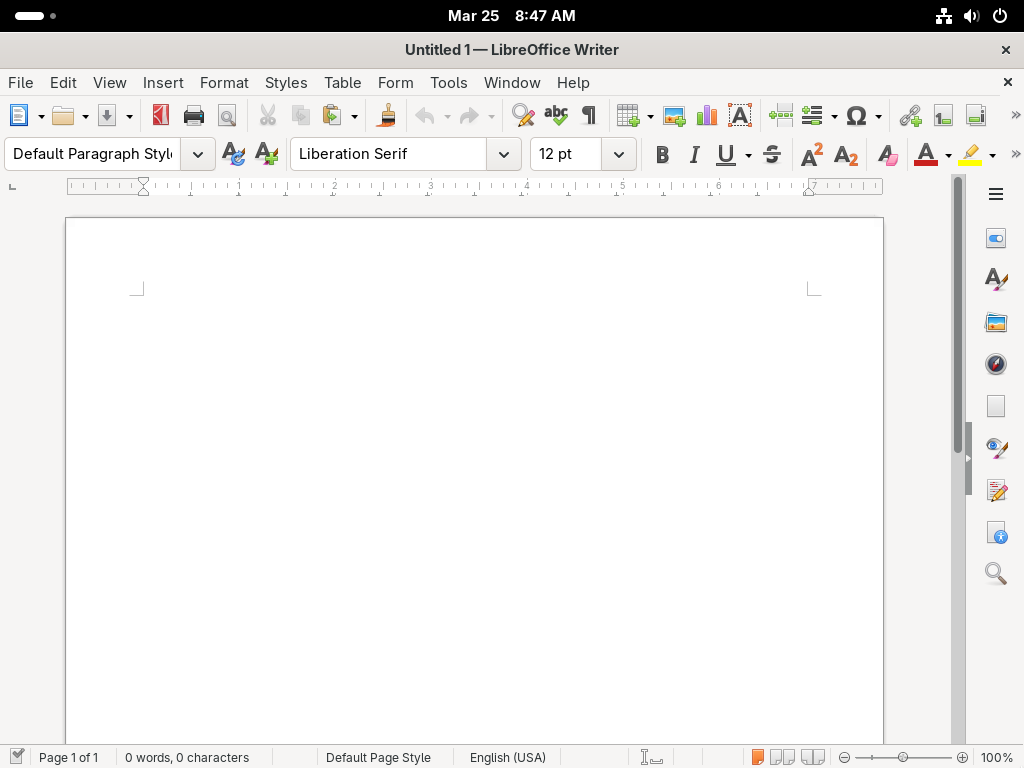 Mar 25 8:47 AM
Untitled 1 — LibreOffice Writer
File Edit View Insert Format Styles Table Form Tools Window Help
Default Paragraph Style Liberation Serif 12 pt
1 2 3 4 5 6 7
Page 1 of 1 0 words, 0 characters Default Page Style English (USA) 100%